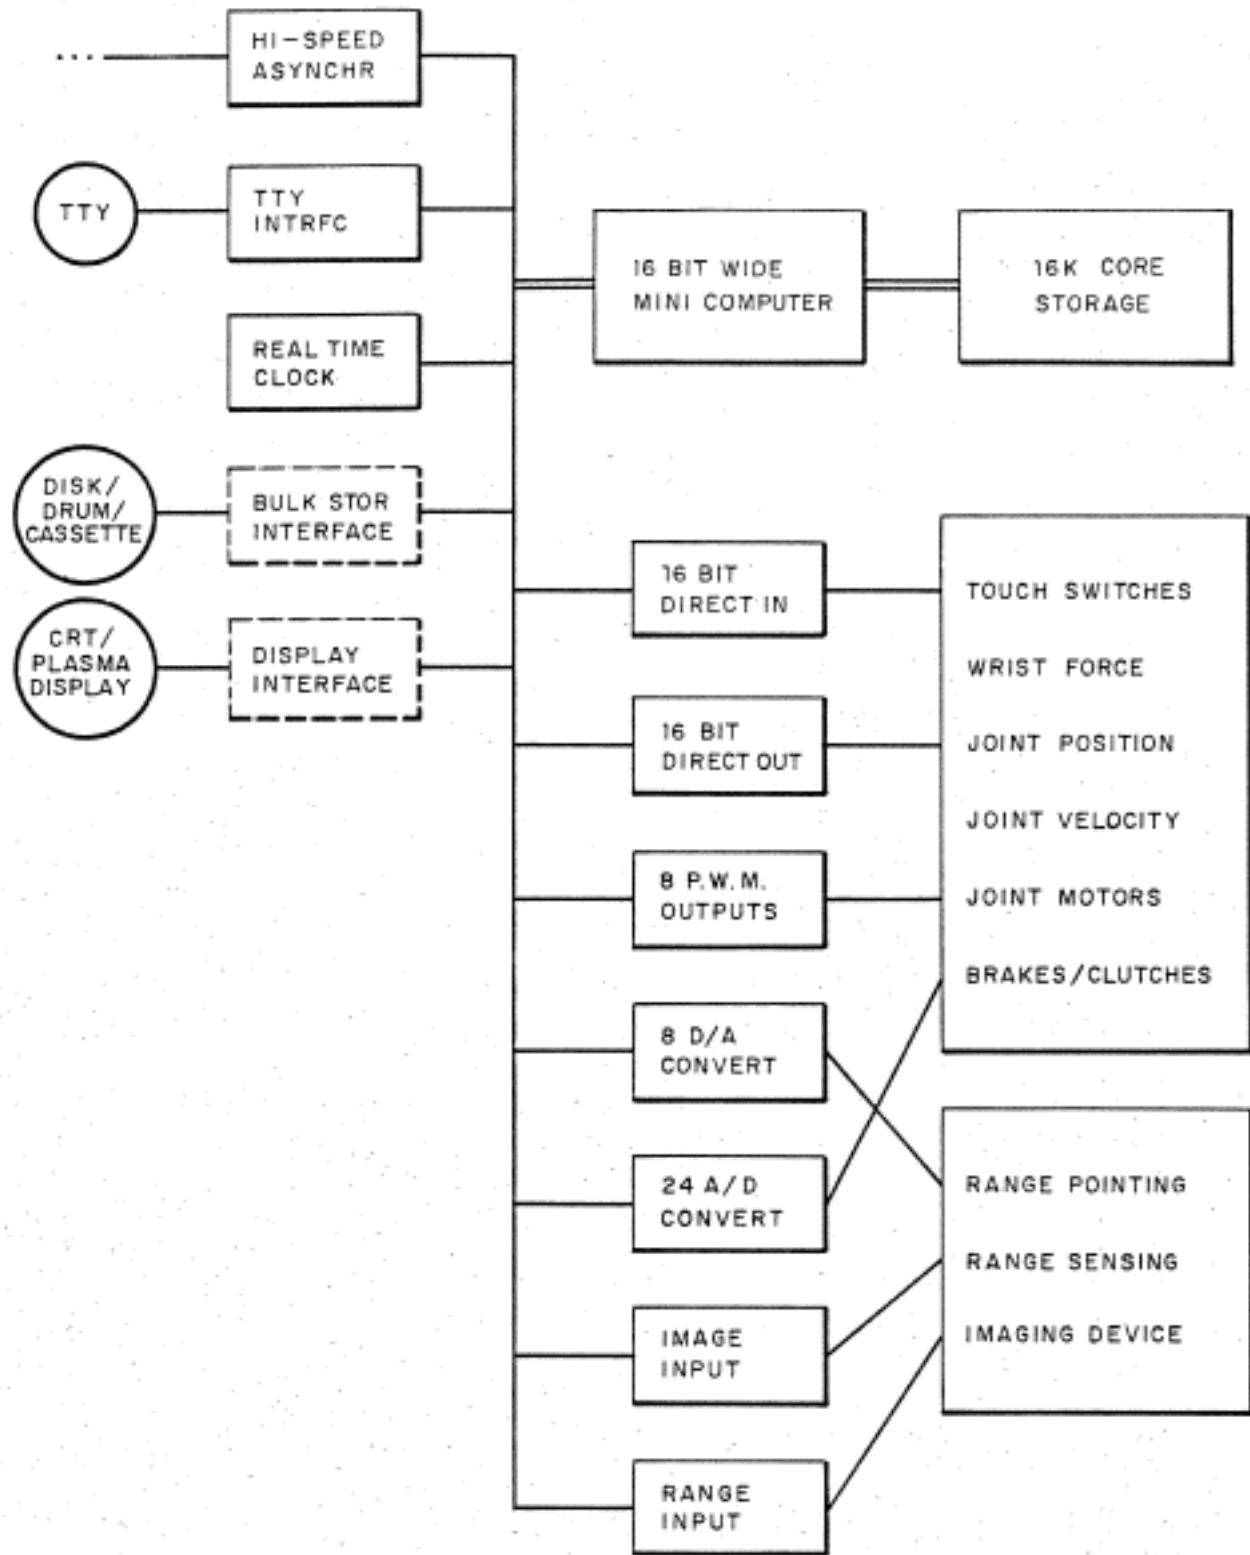 ...
HI-SPEED
ASYNCHR
TTY
TTY
INTRFC
16 BIT WIDE
MINI COMPUTER
16K CORE
STORAGE
REAL TIME
CLOCK
DISK/
DRUM/
CASSETTE
BULK STOR
INTERFACE
CRT/
PLASMA
DISPLAY
DISPLAY
INTERFACE
16 BIT
DIRECT IN
16 BIT
DIRECT OUT
8 P.W.M.
OUTPUTS
8 D/A
CONVERT
24 A/D
CONVERT
IMAGE
INPUT
RANGE
INPUT
TOUCH SWITCHES
WRIST FORCE
JOINT POSITION
JOINT VELOCITY
JOINT MOTORS
BRAKES/CLUTCHES
RANGE POINTING
RANGE SENSING
IMAGING DEVICE